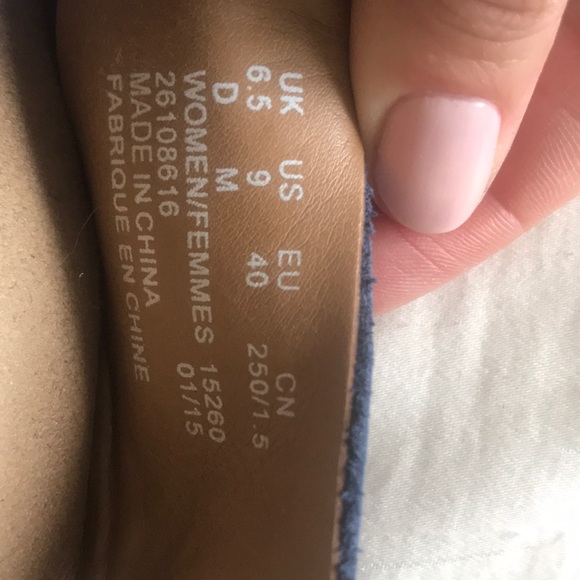 UK US EU CN
6.5 9 40 250/1.5
D M
WOMEN/FEMMES 15260
26108616 01/15
MADE IN CHINA
FABRIQUE EN CHINE